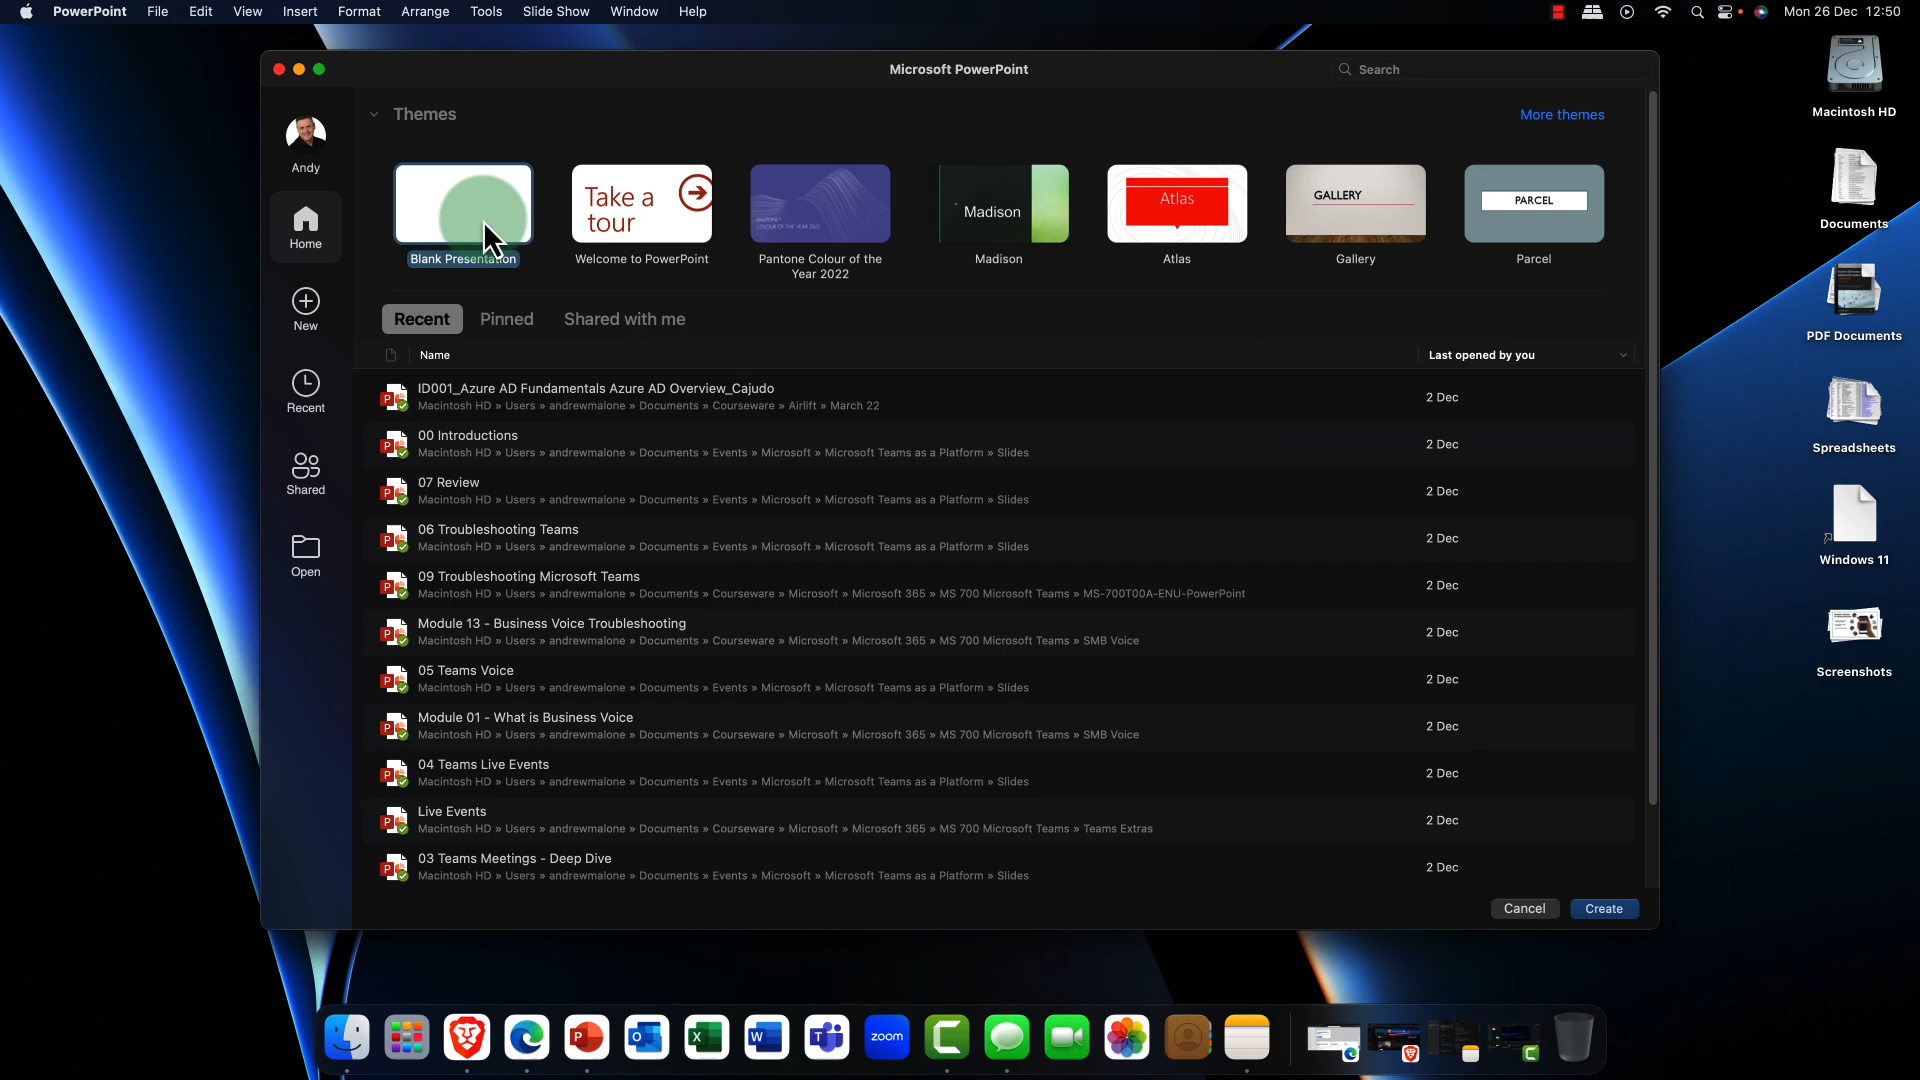 PowerPoint File Edit View Insert Format Arrange Tools Slide Show Window Help
Mon 26 Dec 12:50
Microsoft PowerPoint
Search
Themes
More themes
Take a tour
PANTONE
COLOUR OF THE YEAR 2022
Madison
Atlas
GALLERY
PARCEL
Blank Presentation
Welcome to PowerPoint
Pantone Colour of the Year 2022
Madison
Atlas
Gallery
Parcel
Andy
Home
New
Recent
Shared
Open
Recent Pinned Shared with me
Name Last opened by you
ID001_Azure AD Fundamentals Azure AD Overview_Cajudo
Macintosh HD » Users » andrewmalone » Documents » Courseware » Airlift » March 22
2 Dec
00 Introductions
Macintosh HD » Users » andrewmalone » Documents » Events » Microsoft » Microsoft Teams as a Platform » Slides
2 Dec
07 Review
Macintosh HD » Users » andrewmalone » Documents » Events » Microsoft » Microsoft Teams as a Platform » Slides
2 Dec
06 Troubleshooting Teams
Macintosh HD » Users » andrewmalone » Documents » Events » Microsoft » Microsoft Teams as a Platform » Slides
2 Dec
09 Troubleshooting Microsoft Teams
Macintosh HD » Users » andrewmalone » Documents » Courseware » Microsoft » Microsoft 365 » MS 700 Microsoft Teams » MS-700T00A-ENU-PowerPoint
2 Dec
Module 13 - Business Voice Troubleshooting
Macintosh HD » Users » andrewmalone » Documents » Courseware » Microsoft » Microsoft 365 » MS 700 Microsoft Teams » SMB Voice
2 Dec
05 Teams Voice
Macintosh HD » Users » andrewmalone » Documents » Events » Microsoft » Microsoft Teams as a Platform » Slides
2 Dec
Module 01 - What is Business Voice
Macintosh HD » Users » andrewmalone » Documents » Courseware » Microsoft » Microsoft 365 » MS 700 Microsoft Teams » SMB Voice
2 Dec
04 Teams Live Events
Macintosh HD » Users » andrewmalone » Documents » Events » Microsoft » Microsoft Teams as a Platform » Slides
2 Dec
Live Events
Macintosh HD » Users » andrewmalone » Documents » Courseware » Microsoft » Microsoft 365 » MS 700 Microsoft Teams » Teams Extras
2 Dec
03 Teams Meetings - Deep Dive
Macintosh HD » Users » andrewmalone » Documents » Events » Microsoft » Microsoft Teams as a Platform » Slides
2 Dec
Cancel Create
Macintosh HD
Documents
PDF Documents
Spreadsheets
Windows 11
Screenshots
zoom